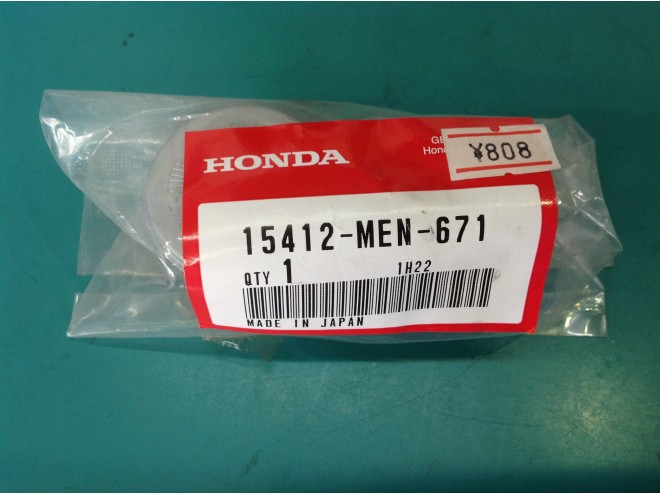 HONDA
¥808
15412-MEN-671
QTY 1 1H22
MADE IN JAPAN